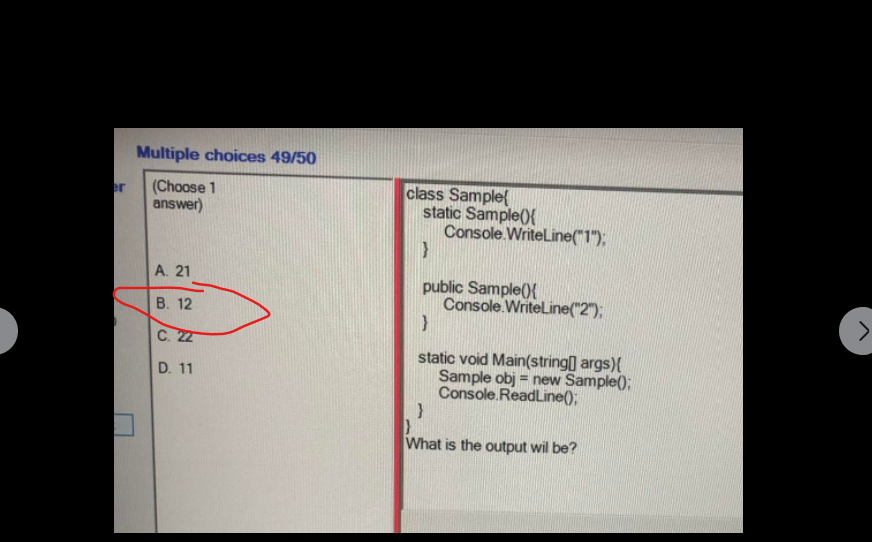 Multiple choices 49/50
er
(Choose 1
answer)
A. 21
B. 12
C. 22
D. 11
class Sample{
static Sample(){
Console.WriteLine("1");
}
public Sample(){
Console.WriteLine("2");
}
static void Main(string[] args){
Sample obj = new Sample();
Console.ReadLine();
}
}
What is the output wil be?